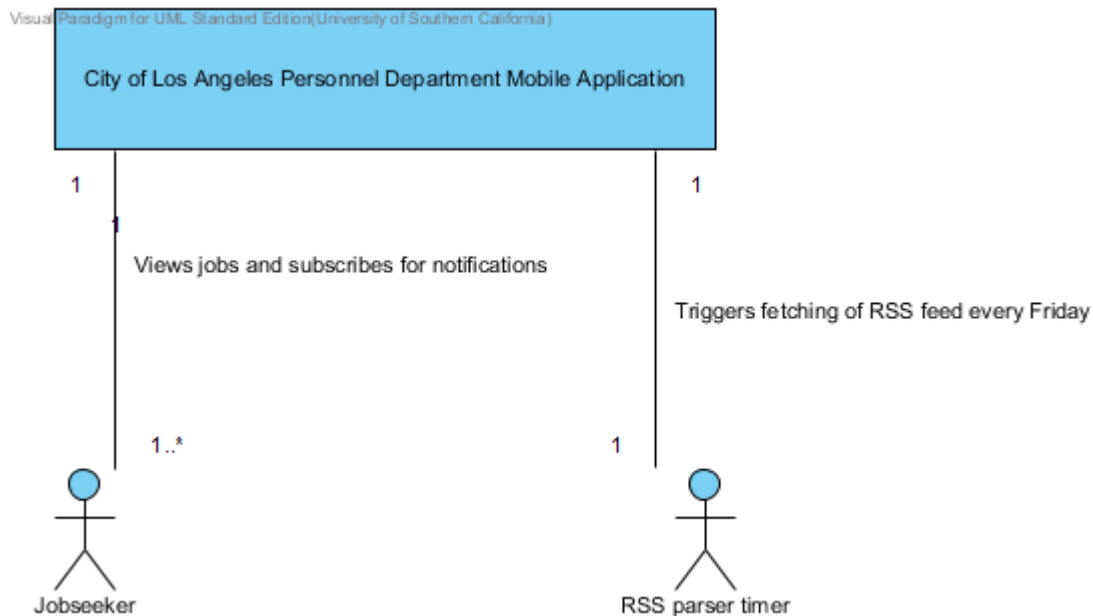 Visual Paradigm for UML Standard Edition(University of Southern California)
City of Los Angeles Personnel Department Mobile Application
1
1
1
Views jobs and subscribes for notifications
Triggers fetching of RSS feed every Friday
1..*
1
Jobseeker
RSS parser timer